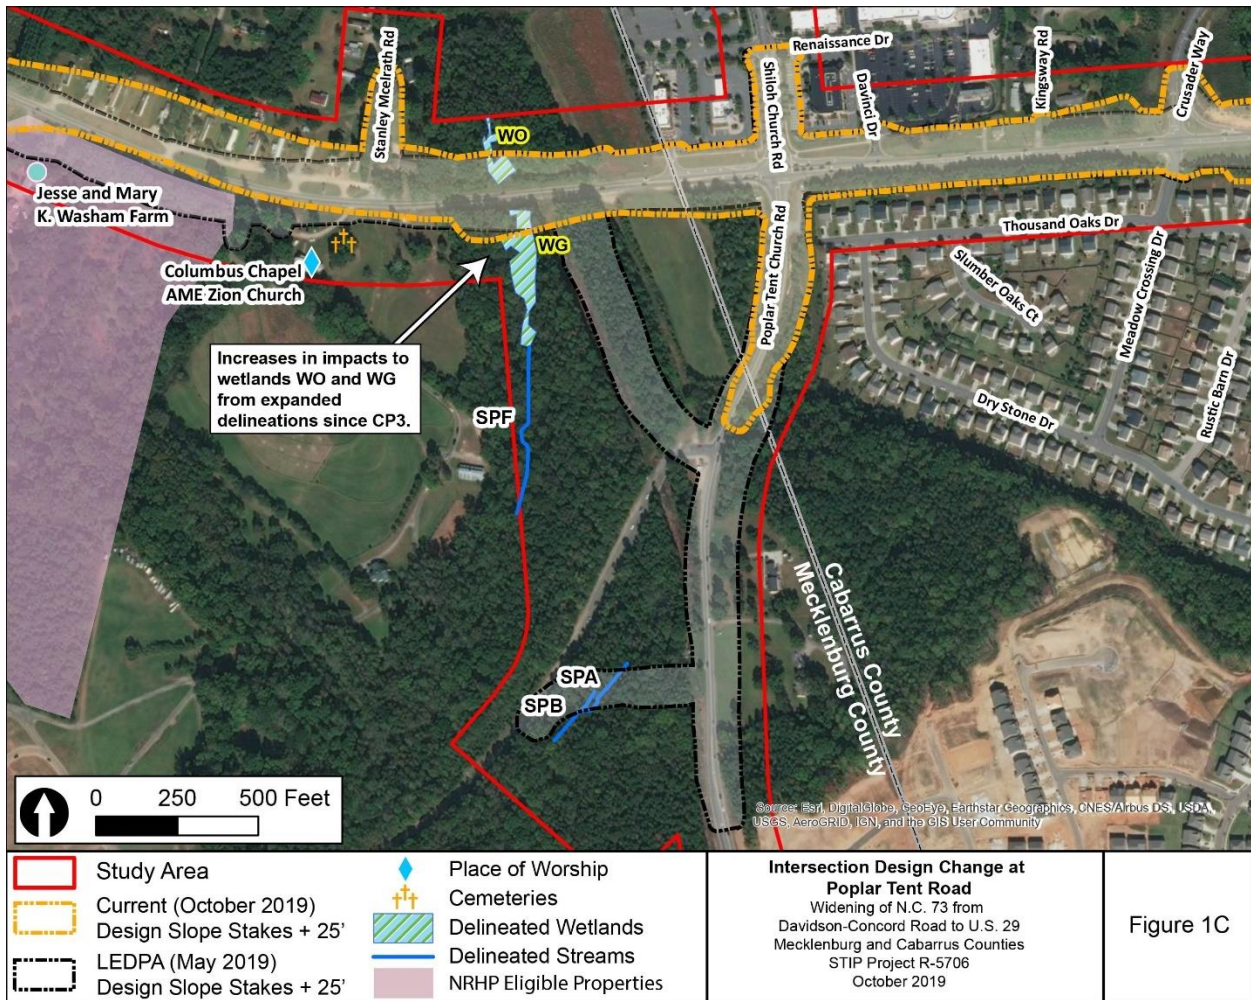 Stanley Mcelrath Rd
Renaissance Dr
Shiloh Church Rd
Davinci Dr
Kingsway Rd
Crusader Way
WO
Jesse and Mary
K. Washam Farm
Thousand Oaks Dr
WG
Poplar Tent Church Rd
Columbus Chapel
AME Zion Church
Slumber Oaks Ct
Meadow Crossing Dr
Increases in impacts to
wetlands WO and WG
from expanded
delineations since CP3.
SPF
Dry Stone Dr
Rustic Barn Dr
Cabarrus County
Mecklenburg County
SPA
SPB
0 250 500 Feet
Source: Esri, DigitalGlobe, GeoEye, Earthstar Geographics, CNES/Airbus DS, USDA,
USGS, AeroGRID, IGN, and the GIS User Community
Study Area
Current (October 2019)
Design Slope Stakes + 25'
LEDPA (May 2019)
Design Slope Stakes + 25'
Place of Worship
Cemeteries
Delineated Wetlands
Delineated Streams
NRHP Eligible Properties
Intersection Design Change at
Poplar Tent Road
Widening of N.C. 73 from
Davidson-Concord Road to U.S. 29
Mecklenburg and Cabarrus Counties
STIP Project R-5706
October 2019
Figure 1C